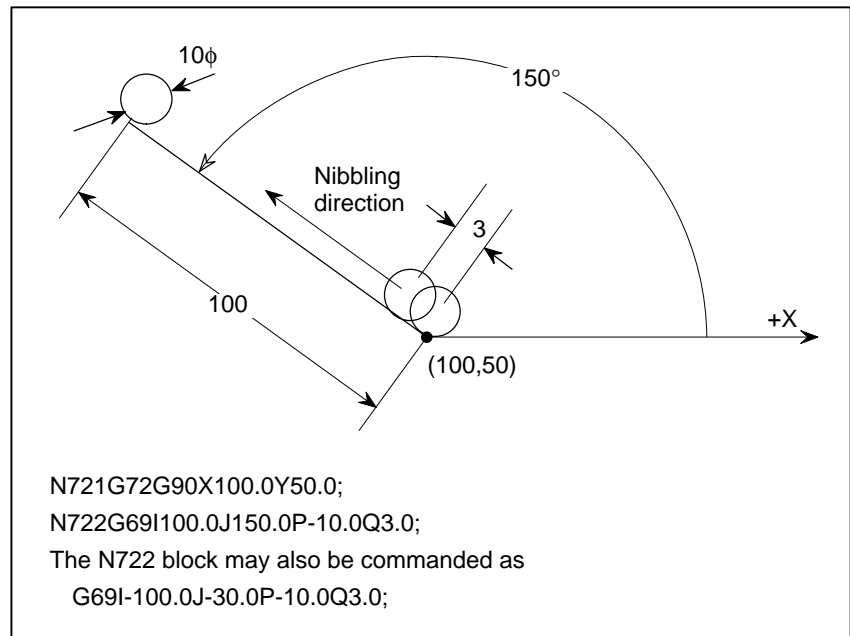 10φ
150°
Nibbling
direction
3
100
+X
(100,50)
N721G72G90X100.0Y50.0;
N722G69I100.0J150.0P-10.0Q3.0;
The N722 block may also be commanded as
G69I-100.0J-30.0P-10.0Q3.0;